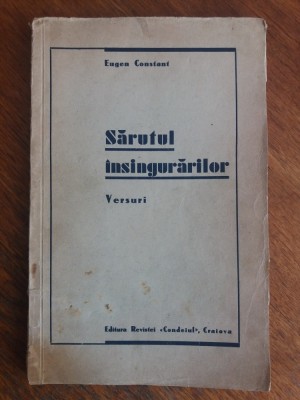 Eugen Constant
Sărutul
însingurărilor
Versuri
Editura Revistei «Condeiul», Craiova